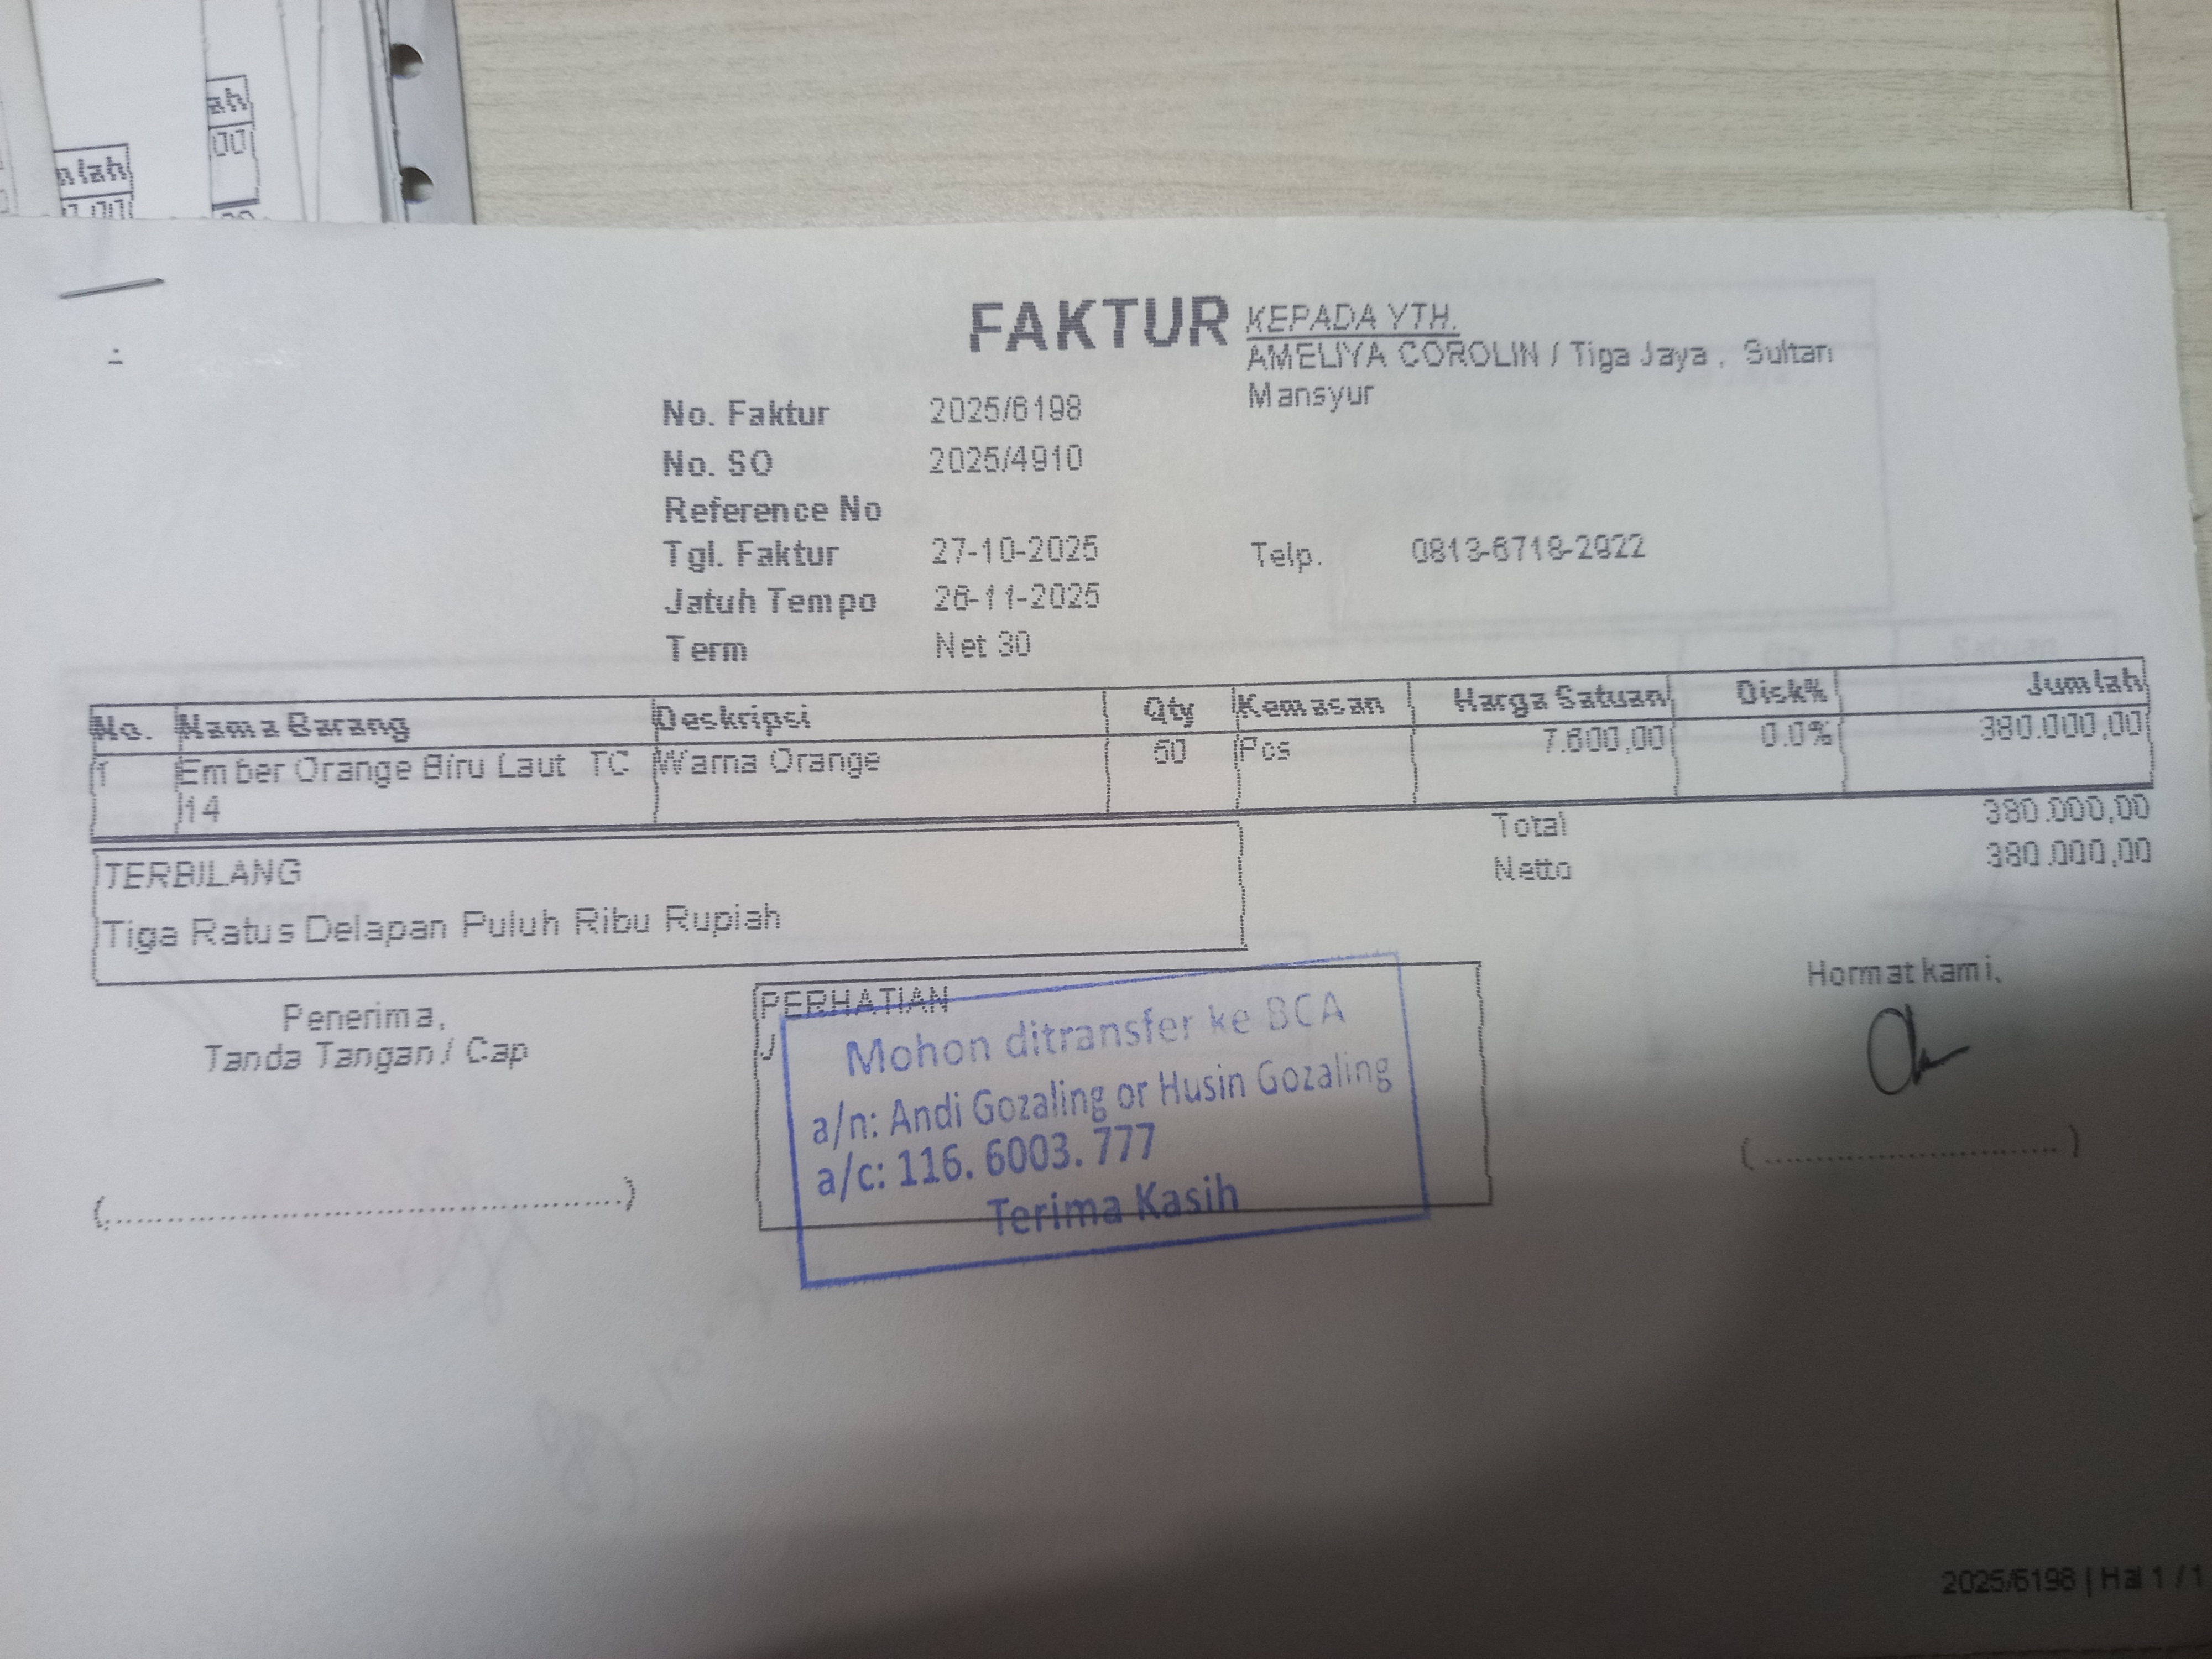 ah
00
nlah
FAKTUR
KEPADA YTH.
AMELIYA COROLIN / Tiga Jaya , Sultan
Mansyur
No. Faktur 2025/6198
No. SO 2025/4910
Reference No
Tgl. Faktur 27-10-2025
Telp. 0813-6718-2922
Jatuh Tempo 26-11-2025
Term Net 30
No. Nama Barang Deskripsi Qty Kemasan Harga Satuan Disk% Jumlah
1 Ember Orange Biru Laut TC Warna Orange 50 Pcs 7.600,00 0.0% 380.000,00
14
Total 380.000,00
Netto 380.000,00
TERBILANG
Tiga Ratus Delapan Puluh Ribu Rupiah
Penerima,
Tanda Tangan / Cap
PERHATIAN
J
Mohon ditransfer ke BCA
a/n: Andi Gozaling or Husin Gozaling
a/c: 116. 6003. 777
Terima Kasih
Hormat kami,
2025/6198 | Hal 1 / 1